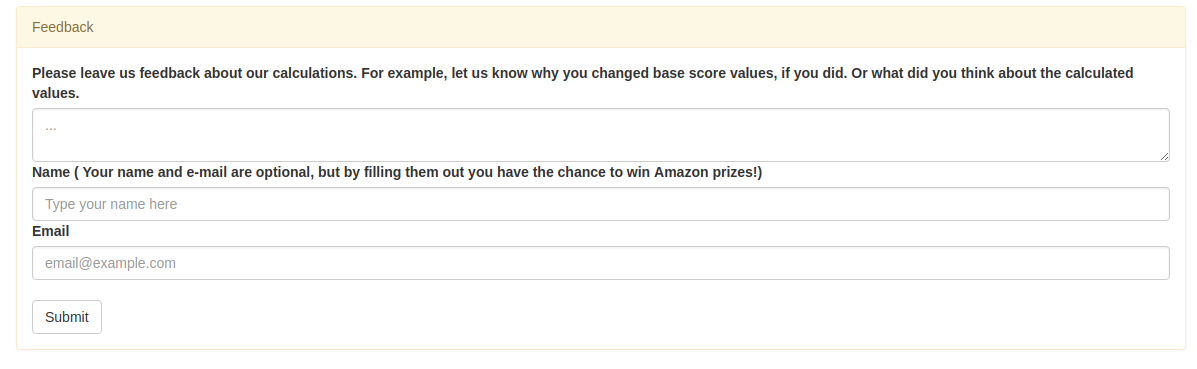 Feedback
Please leave us feedback about our calculations. For example, let us know why you changed base score values, if you did. Or what did you think about the calculated
values.
...
Name ( Your name and e-mail are optional, but by filling them out you have the chance to win Amazon prizes!)
Type your name here
Email
email@example.com
Submit